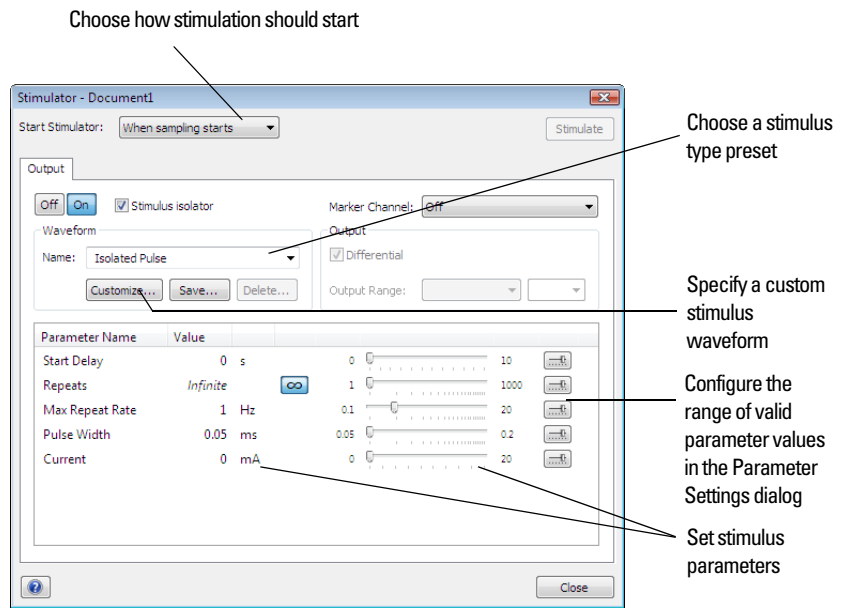 Choose how stimulation should start
Stimulator - Document1
Start Stimulator: When sampling starts
Stimulate
Choose a stimulus
type preset
Output
Off On Stimulus isolator
Marker Channel: Off
Waveform
Name: Isolated Pulse
Customize... Save... Delete...
Output
Differential
Output Range:
Specify a custom
stimulus
waveform
Parameter Name Value
Start Delay 0 s 0 10
Repeats Infinite ∞ 1 1000
Max Repeat Rate 1 Hz 0.1 20
Pulse Width 0.05 ms 0.05 0.2
Current 0 mA 0 20
Configure the
range of valid
parameter values
in the Parameter
Settings dialog
Set stimulus
parameters
?
Close